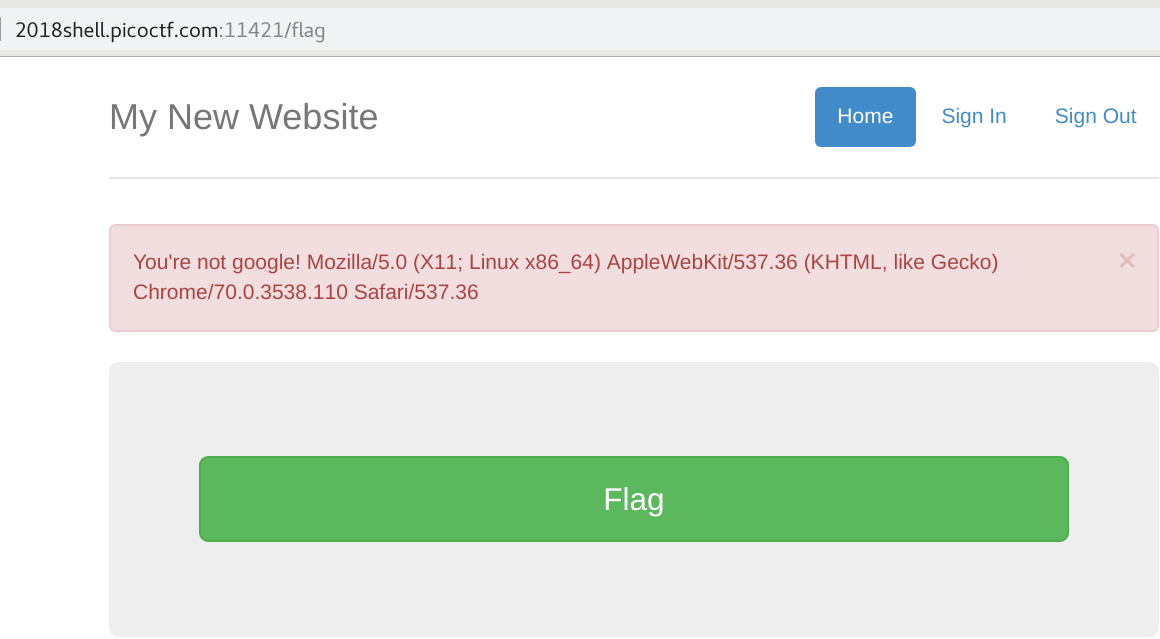 2018shell.picoctf.com:11421/flag
My New Website
Home Sign In Sign Out
You're not google! Mozilla/5.0 (X11; Linux x86_64) AppleWebKit/537.36 (KHTML, like Gecko)
Chrome/70.0.3538.110 Safari/537.36
×
Flag